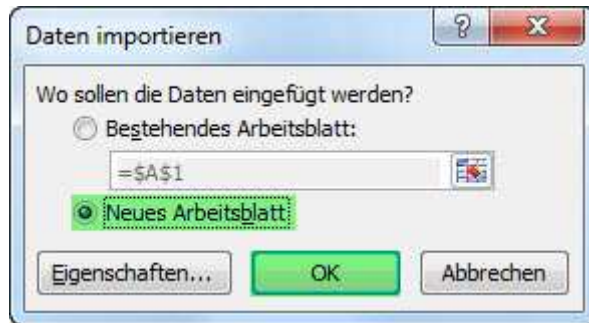 Daten importieren
Wo sollen die Daten eingefügt werden?
Bestehendes Arbeitsblatt:
=$A$1
Neues Arbeitsblatt
Eigenschaften... OK Abbrechen